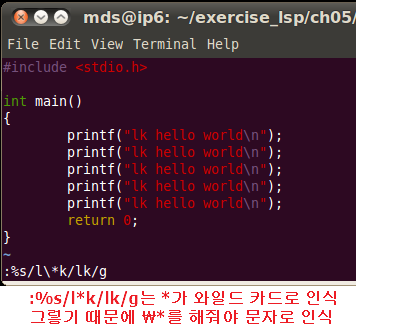 mds@ip6: ~/exercise_lsp/ch05/
File Edit View Terminal Help
#include <stdio.h>
int main()
{
printf("lk hello world\n");
printf("lk hello world\n");
printf("lk hello world\n");
printf("lk hello world\n");
printf("lk hello world\n");
return 0;
}
~
:%s/l\*k/lk/g
:%s/l*k/lk/g는 *가 와일드 카드로 인식
그렇기 때문에 ₩*를 해줘야 문자로 인식